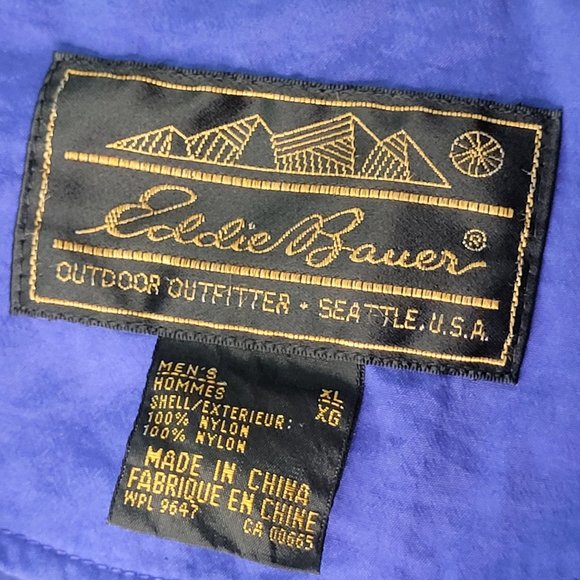 Eddie Bauer®
OUTDOOR OUTFITTER • SEATTLE, U.S.A.
MEN'S XL
HOMMES XG
SHELL/EXTERIEUR:
100% NYLON
100% NYLON
MADE IN CHINA
FABRIQUE EN CHINE
WPL 9647 CA 00665